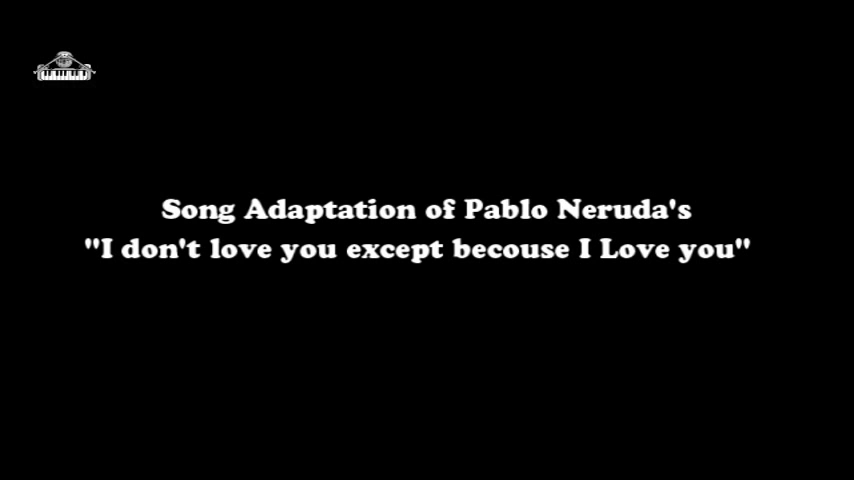 Song Adaptation of Pablo Neruda's
"I don't love you except becouse I Love you"